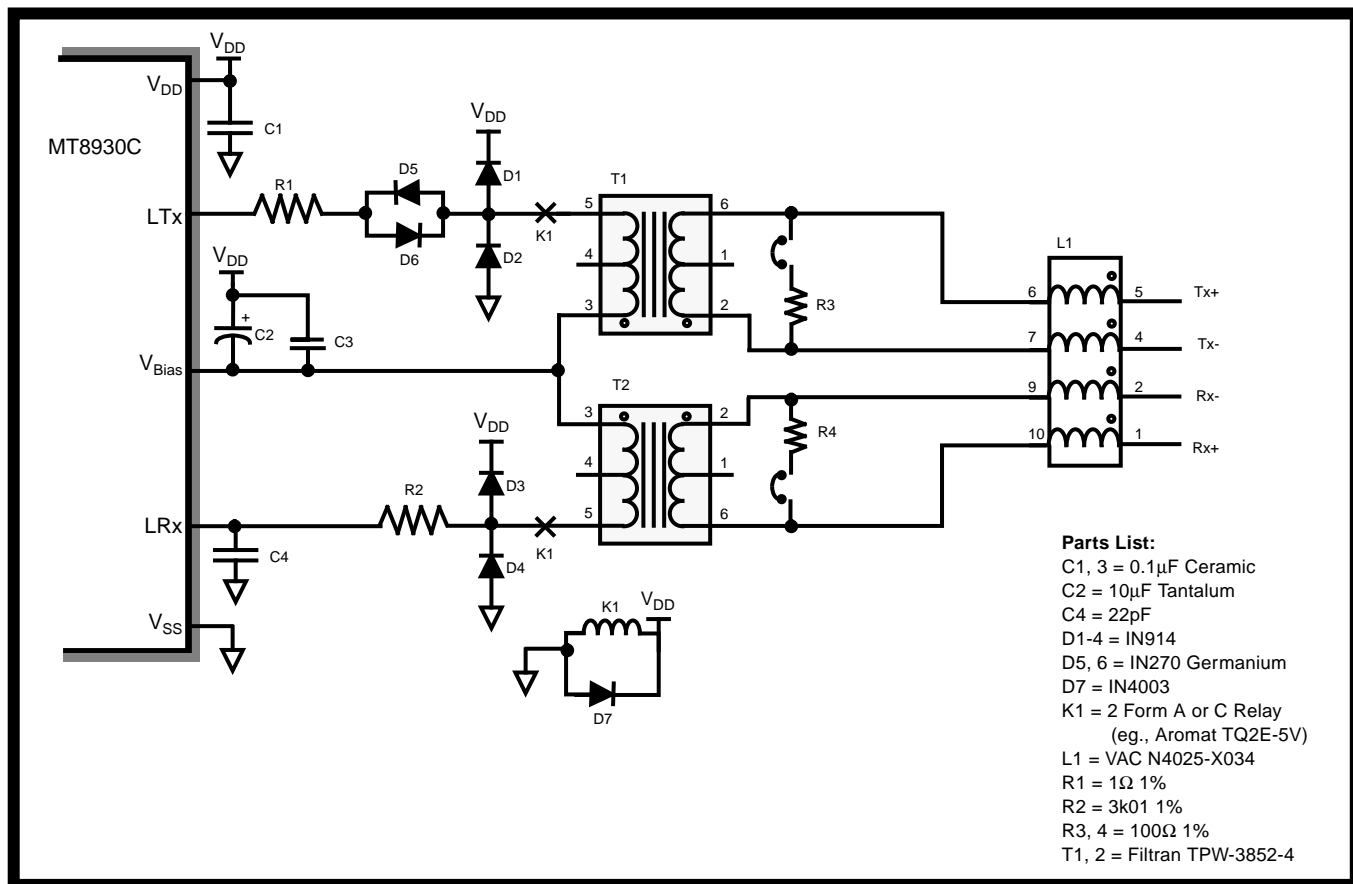 VDD
VDD
C1
MT8930C
VDD
R1
D5
D1
T1
LTx
5
6
K1
D6
D2
4
1
L1
VDD
3
2
R3
6
5
Tx+
+
C2
C3
7
4
Tx-
VBias
T2
9
2
Rx-
VDD
3
2
R4
10
1
Rx+
4
1
R2
D3
LRx
5
6
K1
C4
D4
VSS
K1
VDD
D7
Parts List:
C1, 3 = 0.1μF Ceramic
C2 = 10μF Tantalum
C4 = 22pF
D1-4 = IN914
D5, 6 = IN270 Germanium
D7 = IN4003
K1 = 2 Form A or C Relay
(eg., Aromat TQ2E-5V)
L1 = VAC N4025-X034
R1 = 1Ω 1%
R2 = 3k01 1%
R3, 4 = 100Ω 1%
T1, 2 = Filtran TPW-3852-4